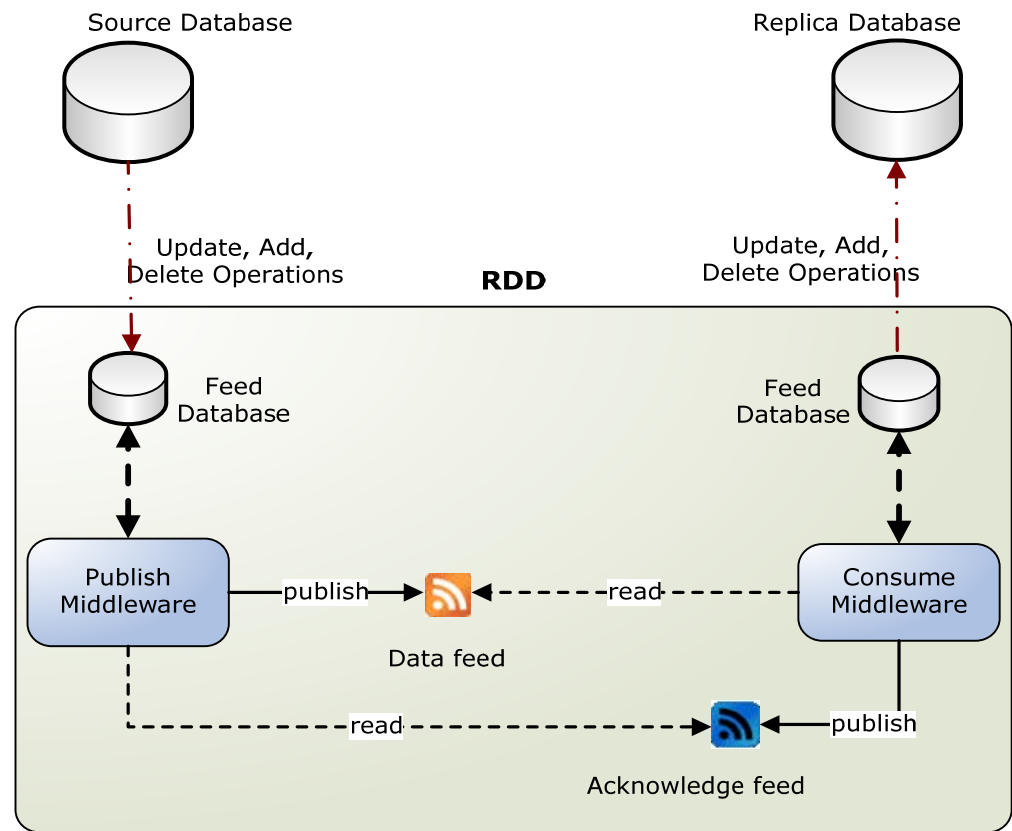 Source Database
Replica Database
Update, Add,
Delete Operations
Update, Add,
Delete Operations
RDD
Feed
Database
Feed
Database
Publish
Middleware
Consume
Middleware
publish
read
Data feed
read
publish
Acknowledge feed